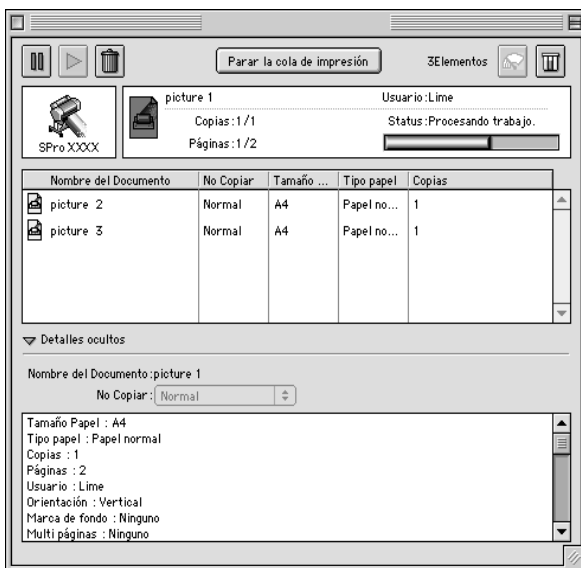 Parar la cola de impresión
3Elementos
SPro XXXX
picture 1
Usuario:Lime
Copias:1/1
Status:Procesando trabajo.
Páginas:1/2
Nombre del Documento No Copiar Tamaño ... Tipo papel Copias
picture 2 Normal A4 Papel no... 1
picture 3 Normal A4 Papel no... 1
Detalles ocultos
Nombre del Documento:picture 1
No Copiar: Normal
Tamaño Papel : A4
Tipo papel : Papel normal
Copias : 1
Páginas : 2
Usuario : Lime
Orientación : Vertical
Marca de fondo : Ninguno
Multi páginas : Ninguno